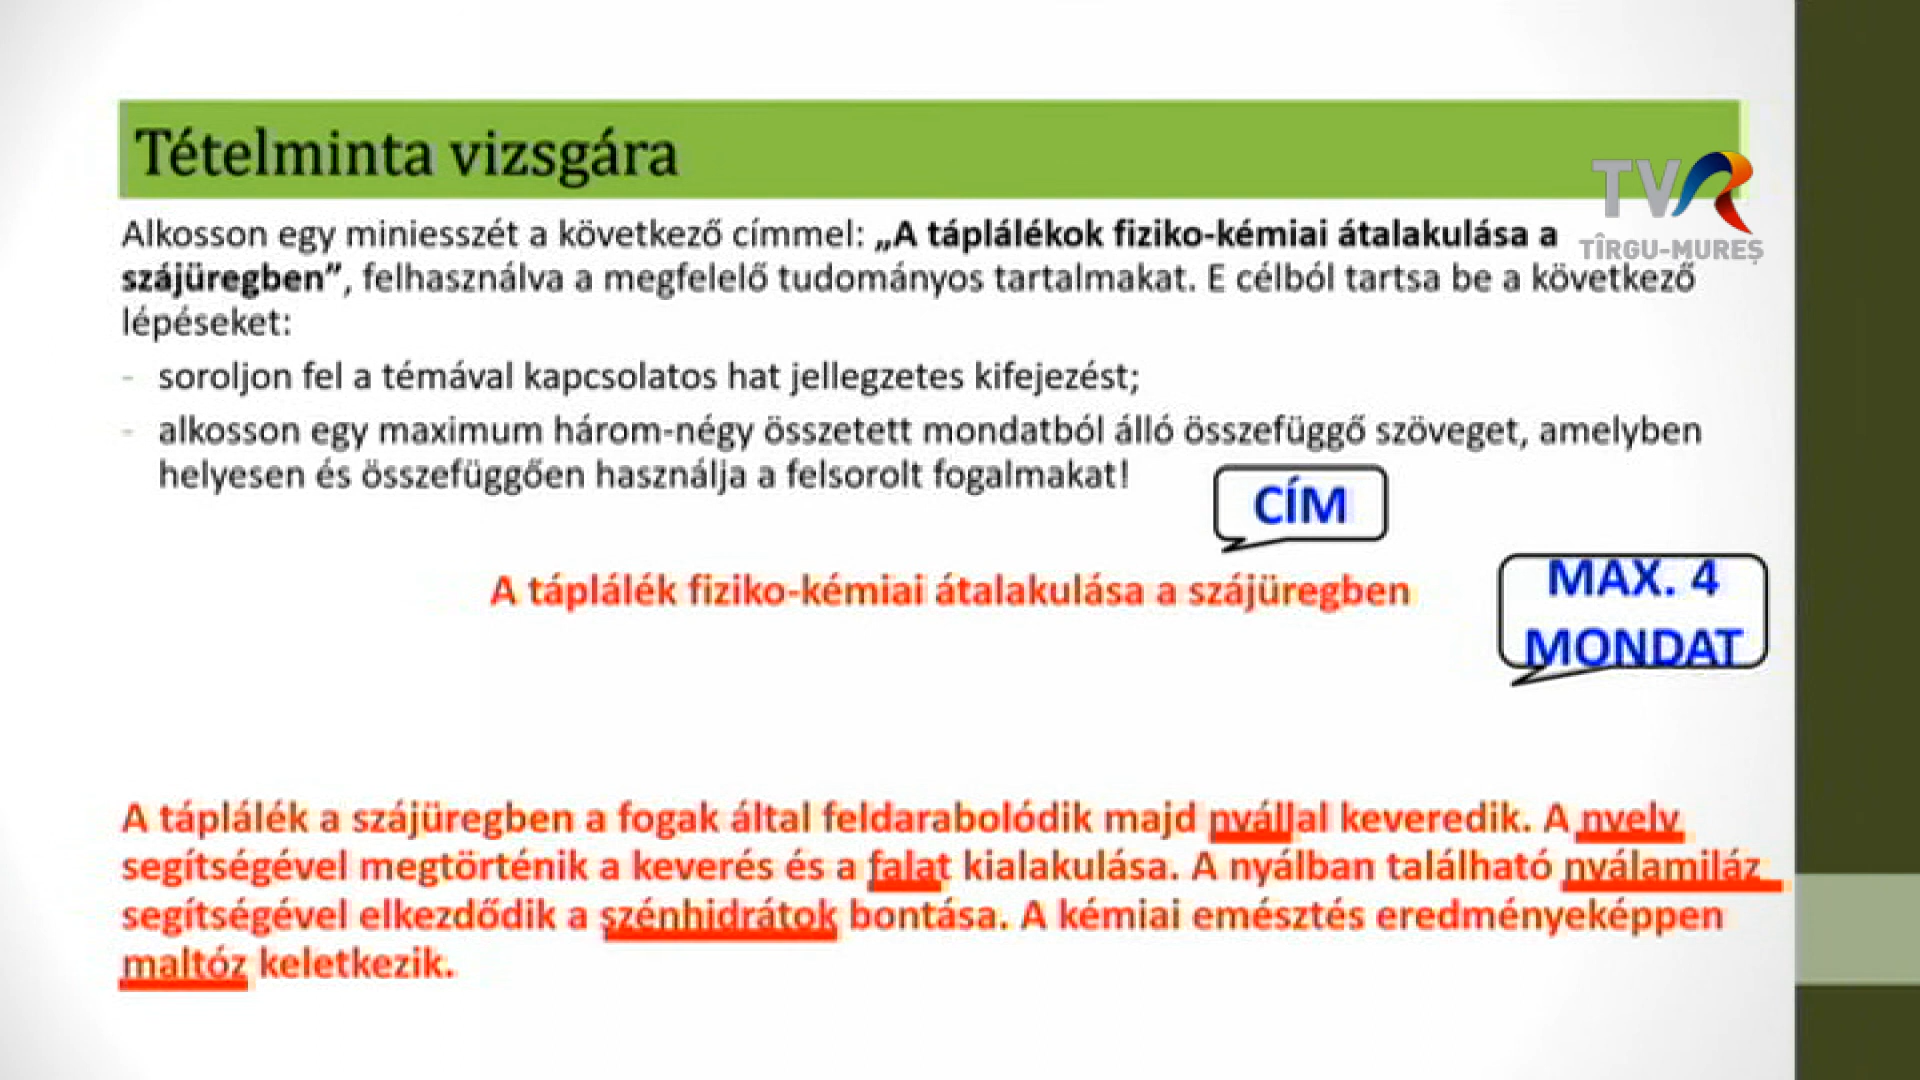 Tételminta vizsgára
TVR
TÎRGU-MUREȘ
Alkosson egy miniesszét a következő címmel: „A táplálékok fiziko-kémiai átalakulása a
szájüregben”, felhasználva a megfelelő tudományos tartalmakat. E célból tartsa be a következő
lépéseket:
- soroljon fel a témával kapcsolatos hat jellegzetes kifejezést;
- alkosson egy maximum három-négy összetett mondatból álló összefüggő szöveget, amelyben
helyesen és összefüggően használja a felsorolt fogalmakat!
CÍM
A táplálék fiziko-kémiai átalakulása a szájüregben
MAX. 4
MONDAT
A táplálék a szájüregben a fogak által feldarabolódik majd nyállal keveredik. A nyelv
segítségével megtörténik a keverés és a falat kialakulása. A nyálban található nyálamiláz
segítségével elkezdődik a szénhidrátok bontása. A kémiai emésztés eredményeképpen
maltóz keletkezik.